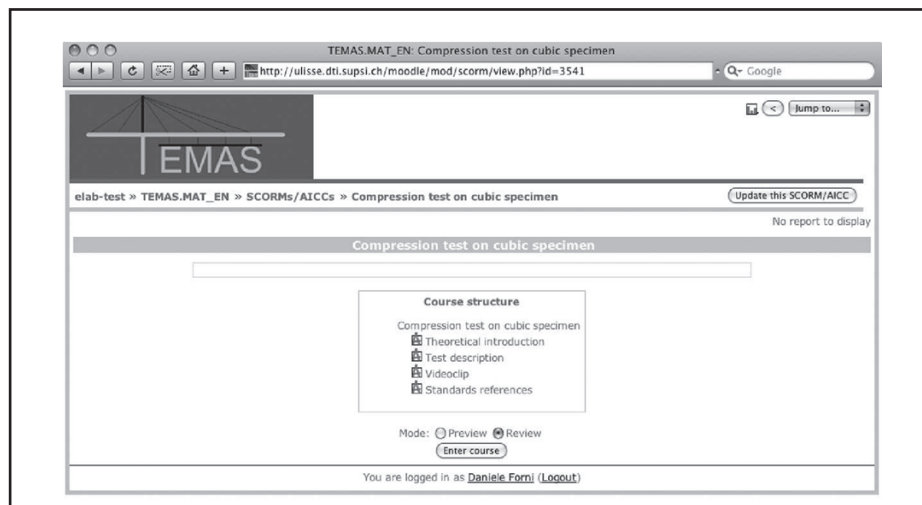 TEMAS.MAT_EN: Compression test on cubic specimen
http://ulisse.dti.supsi.ch/moodle/mod/scorm/view.php?id=3541
Google
Jump to...
TEMAS
elab-test » TEMAS.MAT_EN » SCORMs/AICCs » Compression test on cubic specimen
Update this SCORM/AICC
No report to display
Compression test on cubic specimen
Course structure
Compression test on cubic specimen
Theoretical introduction
Test description
Videoclip
Standards references
Mode: Preview Review
Enter course
You are logged in as Daniele Forni (Logout)